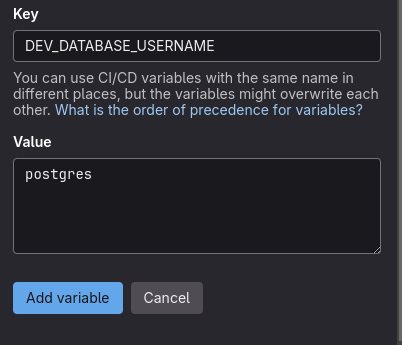 Key
DEV_DATABASE_USERNAME
You can use CI/CD variables with the same name in
different places, but the variables might overwrite each
other. What is the order of precedence for variables?
Value
postgres
Add variable
Cancel